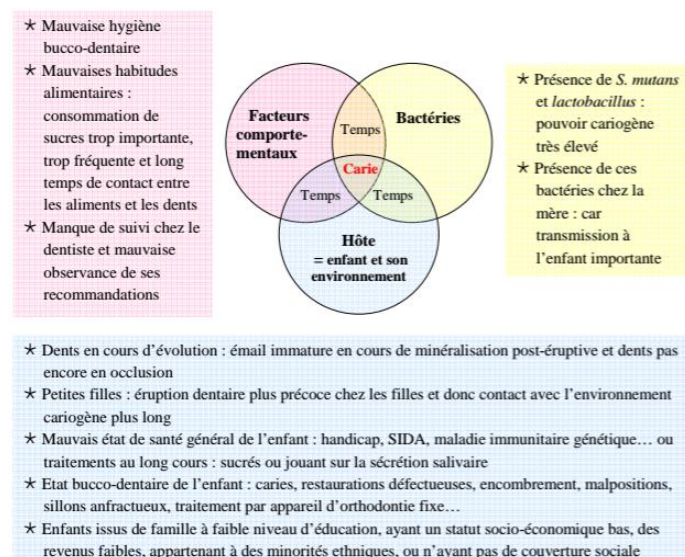 ★ Mauvaise hygiène
bucco-dentaire
★ Mauvaises habitudes
alimentaires :
consommation de
sucres trop importante,
trop fréquente et long
temps de contact entre
les aliments et les dents
★ Manque de suivi chez le
dentiste et mauvaise
observance de ses
recommandations
Facteurs
comporte-
mentaux
Temps
Bactéries
Carie
Temps
Temps
Hôte
= enfant et son
environnement
★ Présence de S. mutans
et lactobacillus :
pouvoir cariogène
très élevé
★ Présence de ces
bactéries chez la
mère : car
transmission à
l’enfant importante
★ Dents en cours d’évolution : émail immature en cours de minéralisation post-éruptive et dents pas
encore en occlusion
★ Petites filles : éruption dentaire plus précoce chez les filles et donc contact avec l’environnement
cariogène plus long
★ Mauvais état de santé général de l’enfant : handicap, SIDA, maladie immunitaire génétique… ou
traitements au long cours : sucrés ou jouant sur la sécrétion salivaire
★ Etat bucco-dentaire de l’enfant : caries, restaurations défectueuses, encombrement, malpositions,
sillons anfractueux, traitement par appareil d’orthodontie fixe…
★ Enfants issus de famille à faible niveau d’éducation, ayant un statut socio-économique bas, des
revenus faibles, appartenant à des minorités ethniques, ou n’ayant pas de couverture sociale